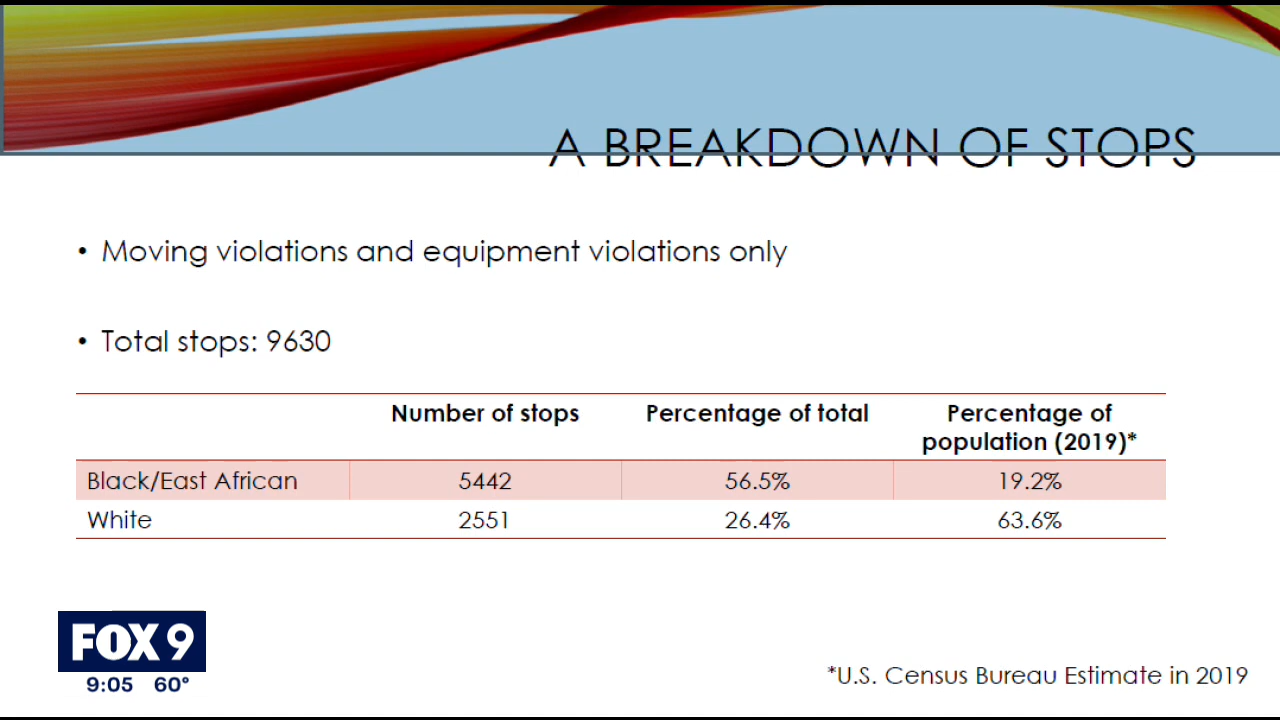 A BREAKDOWN OF STOPS
• Moving violations and equipment violations only
• Total stops: 9630
Number of stops Percentage of total Percentage of
population (2019)*
Black/East African 5442 56.5% 19.2%
White 2551 26.4% 63.6%
FOX 9
9:05 60°
*U.S. Census Bureau Estimate in 2019